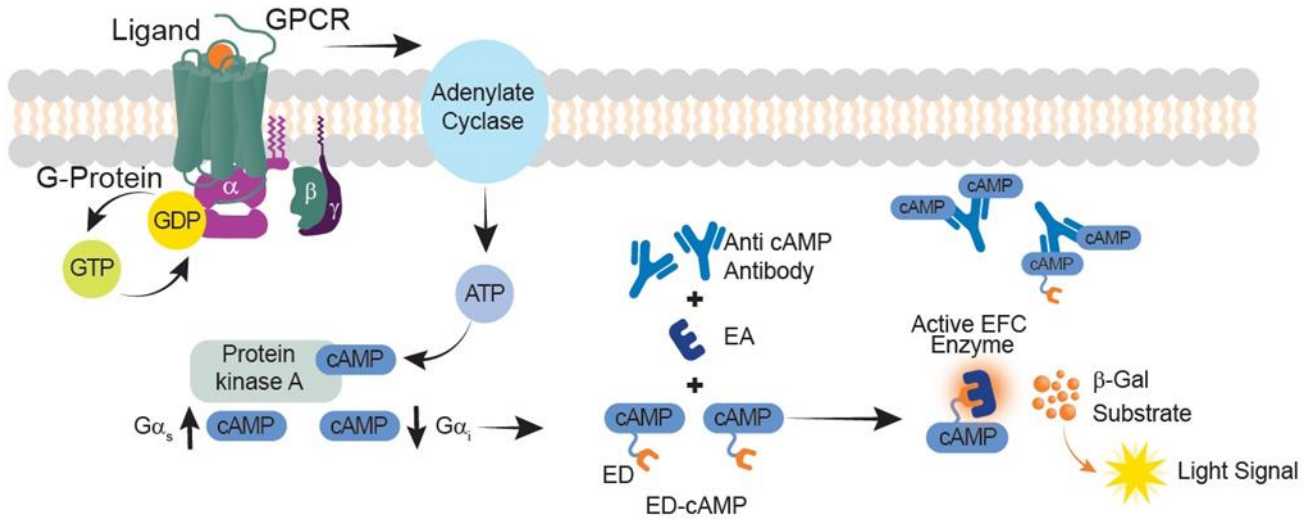 Ligand
GPCR
Adenylate
Cyclase
G-Protein
α
β
γ
GDP
GTP
ATP
Protein
kinase A
cAMP
Gαs
cAMP
cAMP
Gαi
Anti cAMP
Antibody
+
EA
+
cAMP
cAMP
ED
ED-cAMP
cAMP
cAMP
cAMP
cAMP
Active EFC
Enzyme
cAMP
β-Gal
Substrate
Light Signal